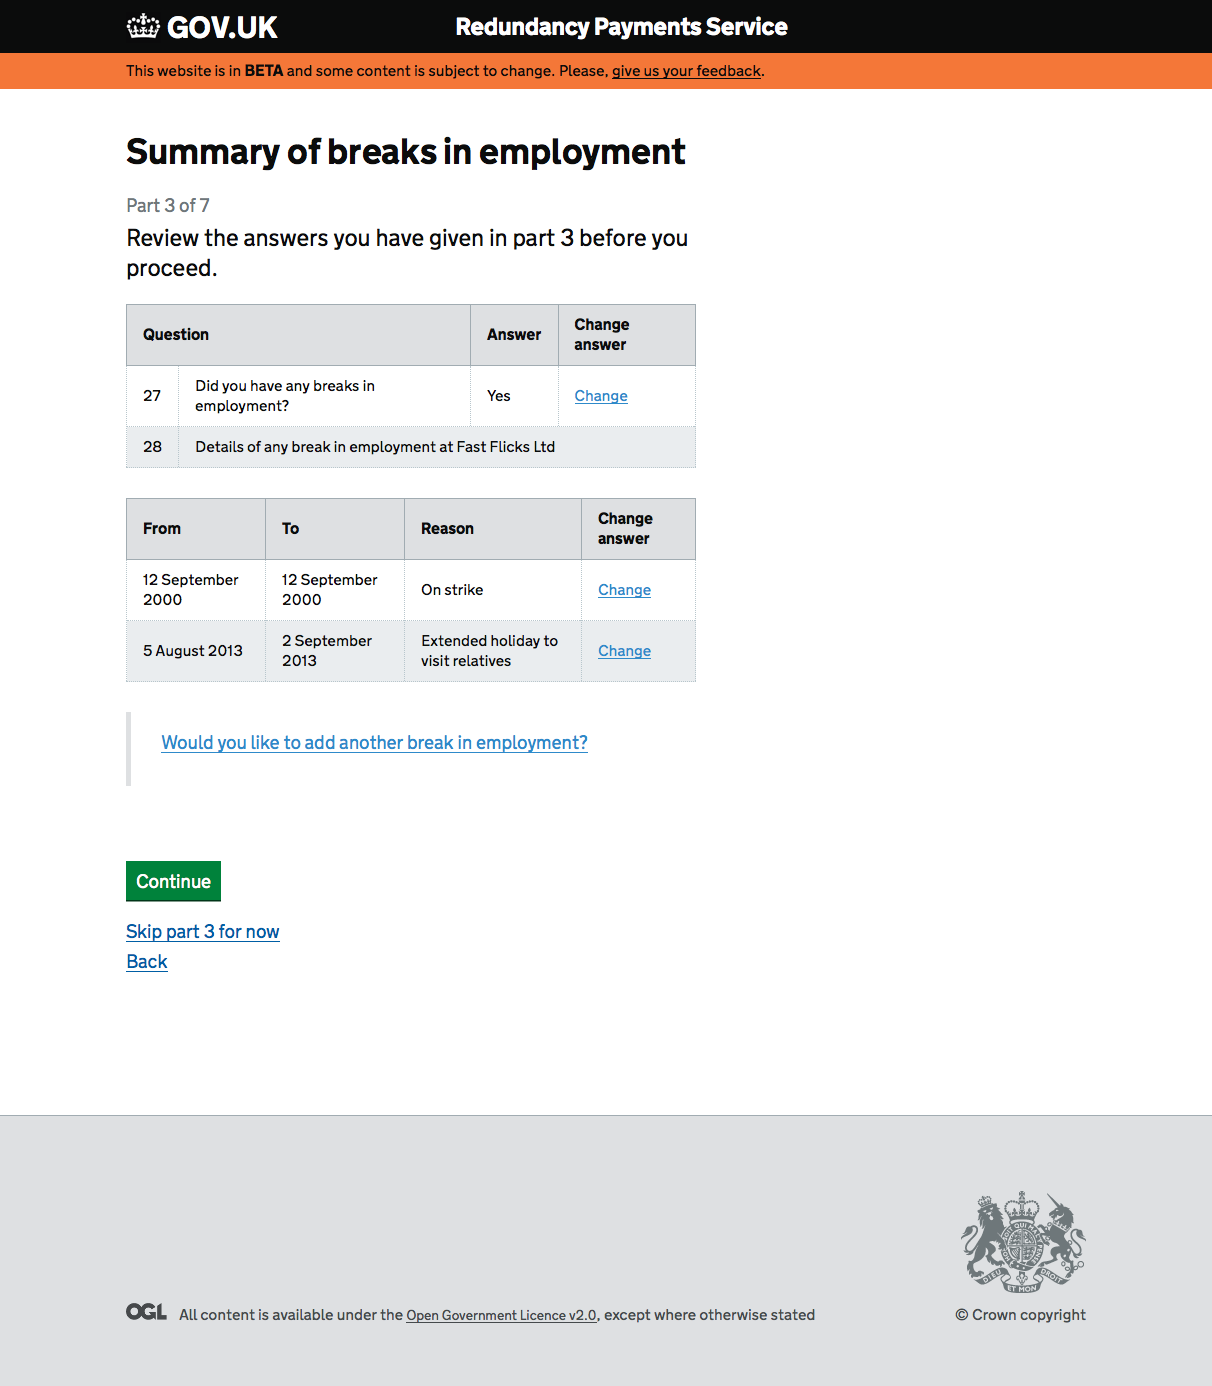 GOV.UK
Redundancy Payments Service
This website is in BETA and some content is subject to change. Please, give us your feedback.
Summary of breaks in employment
Part 3 of 7
Review the answers you have given in part 3 before you
proceed.
Question Answer Change
answer
27 Did you have any breaks in
employment? Yes Change
28 Details of any break in employment at Fast Flicks Ltd
From To Reason Change
answer
12 September
2000 12 September
2000 On strike Change
5 August 2013 2 September
2013 Extended holiday to
visit relatives Change
Would you like to add another break in employment?
Continue
Skip part 3 for now
Back
DIEU ET MON DROIT
OGL All content is available under the Open Government Licence v2.0, except where otherwise stated
© Crown copyright